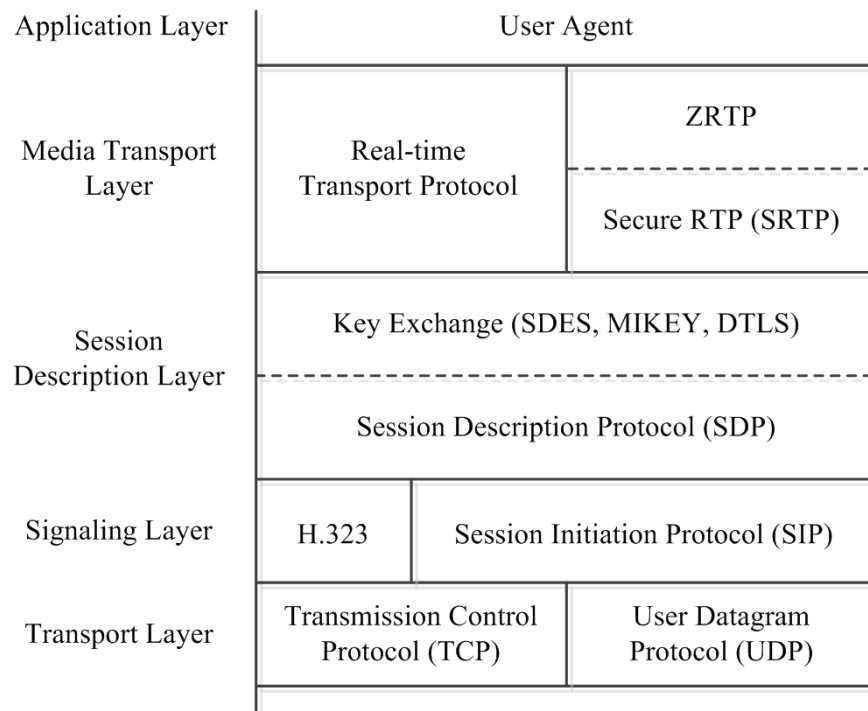 Application Layer
User Agent
Media Transport
Layer
Real-time
Transport Protocol
ZRTP
Secure RTP (SRTP)
Session
Description Layer
Key Exchange (SDES, MIKEY, DTLS)
Session Description Protocol (SDP)
Signaling Layer
H.323
Session Initiation Protocol (SIP)
Transport Layer
Transmission Control
Protocol (TCP)
User Datagram
Protocol (UDP)